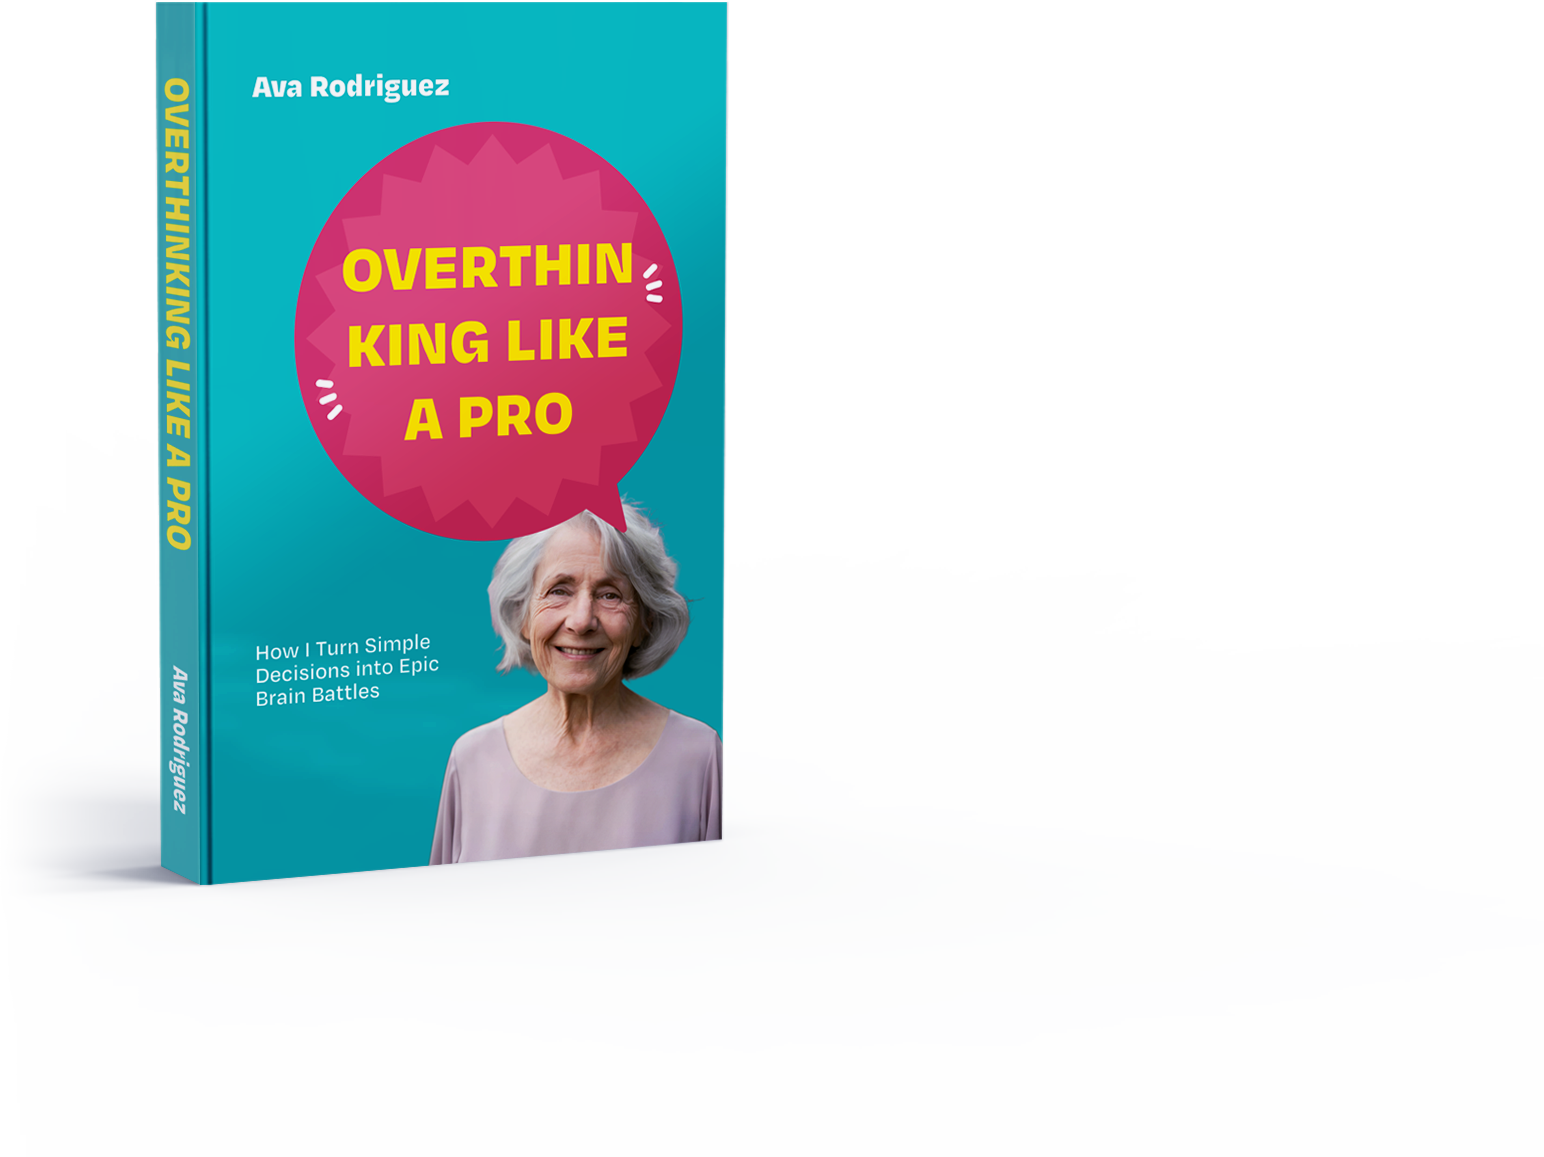 OVERTHINKING LIKE A PRO
Ava Rodriguez
Ava Rodriguez
OVERTHIN
KING LIKE
A PRO
How I Turn Simple
Decisions into Epic
Brain Battles